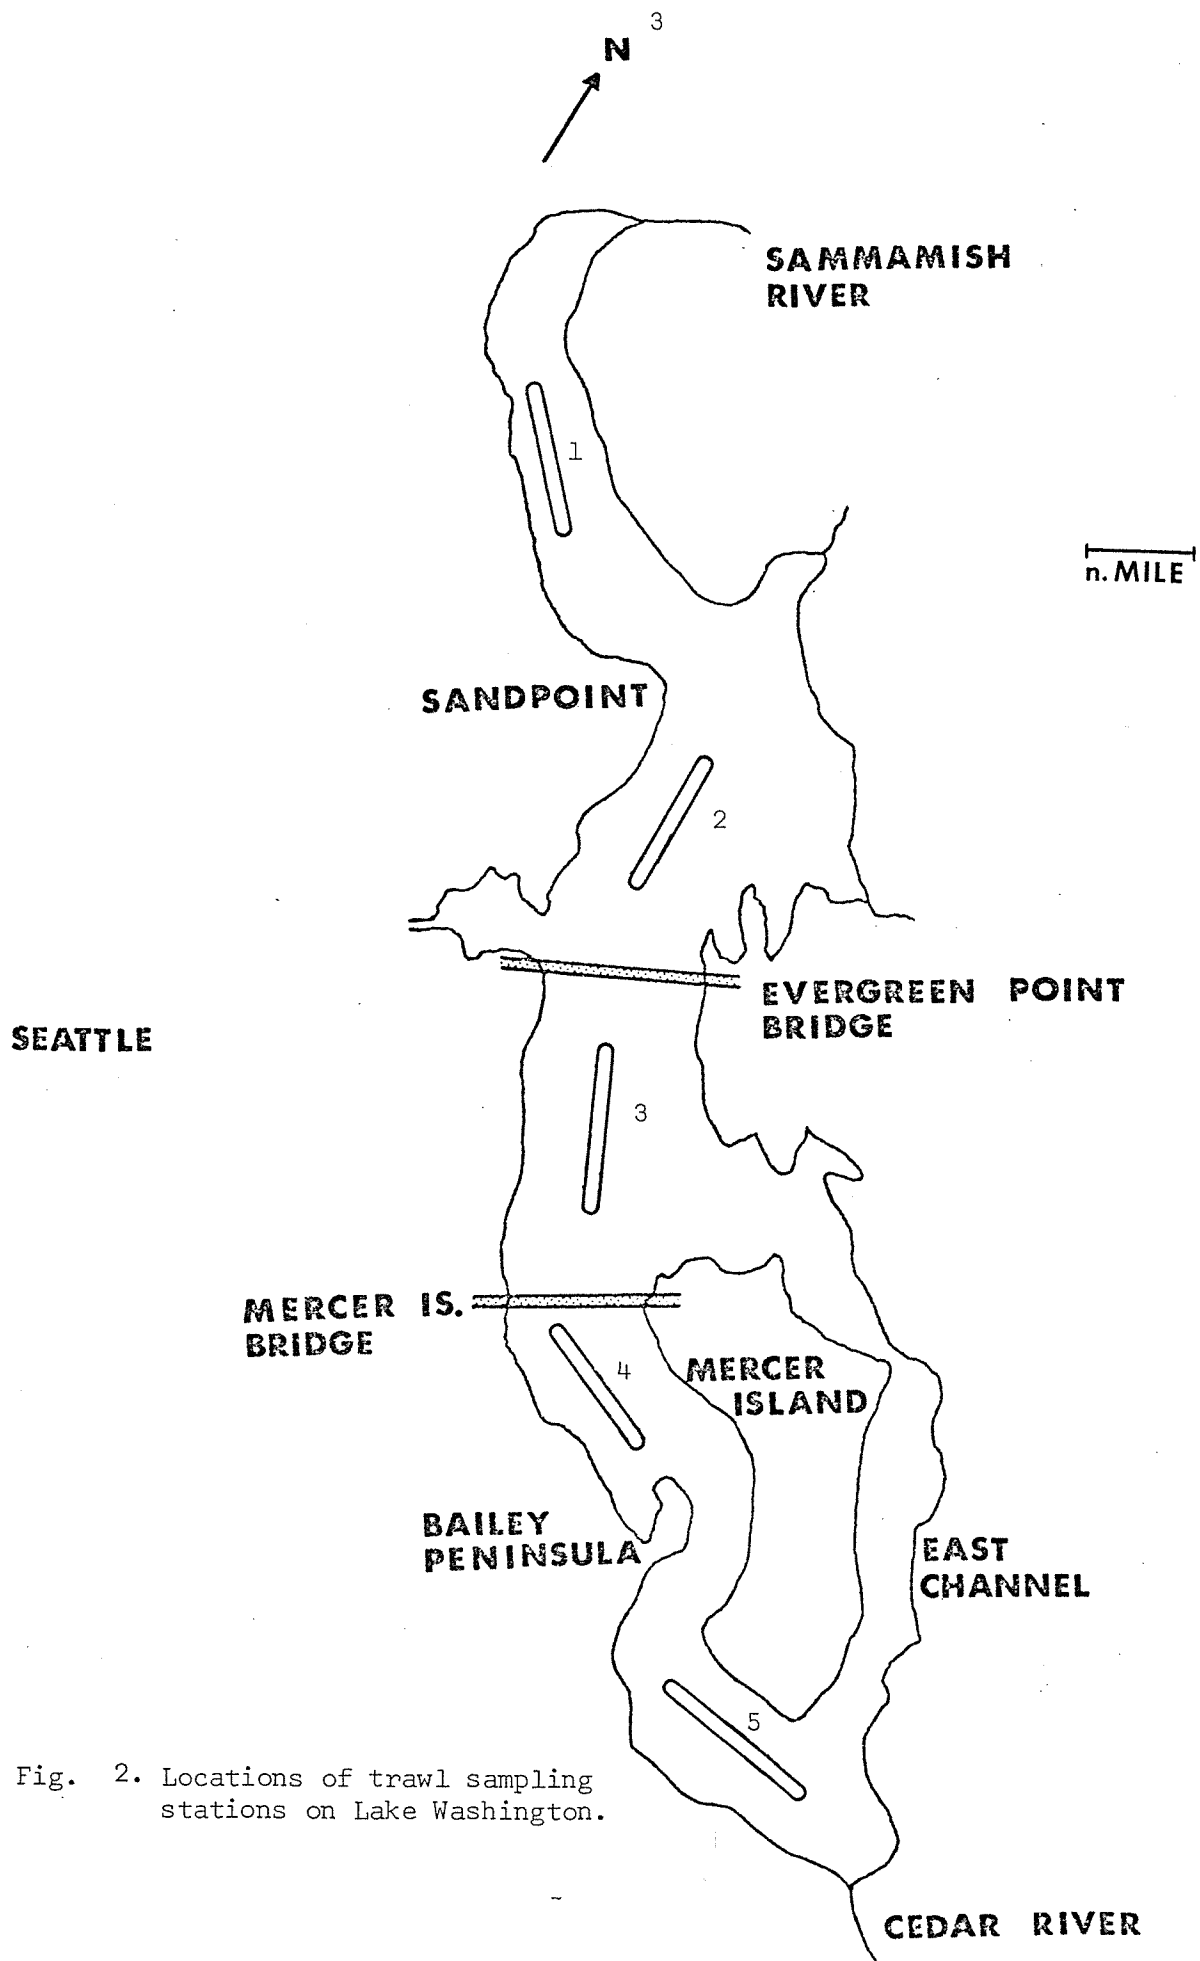 3
N
SAMMAMISH
RIVER
1
n. MILE
SANDPOINT
2
EVERGREEN POINT
BRIDGE
SEATTLE
3
MERCER IS.
BRIDGE
4
MERCER
ISLAND
BAILEY
PENINSULA
EAST
CHANNEL
5
Fig. 2. Locations of trawl sampling
stations on Lake Washington.
CEDAR RIVER